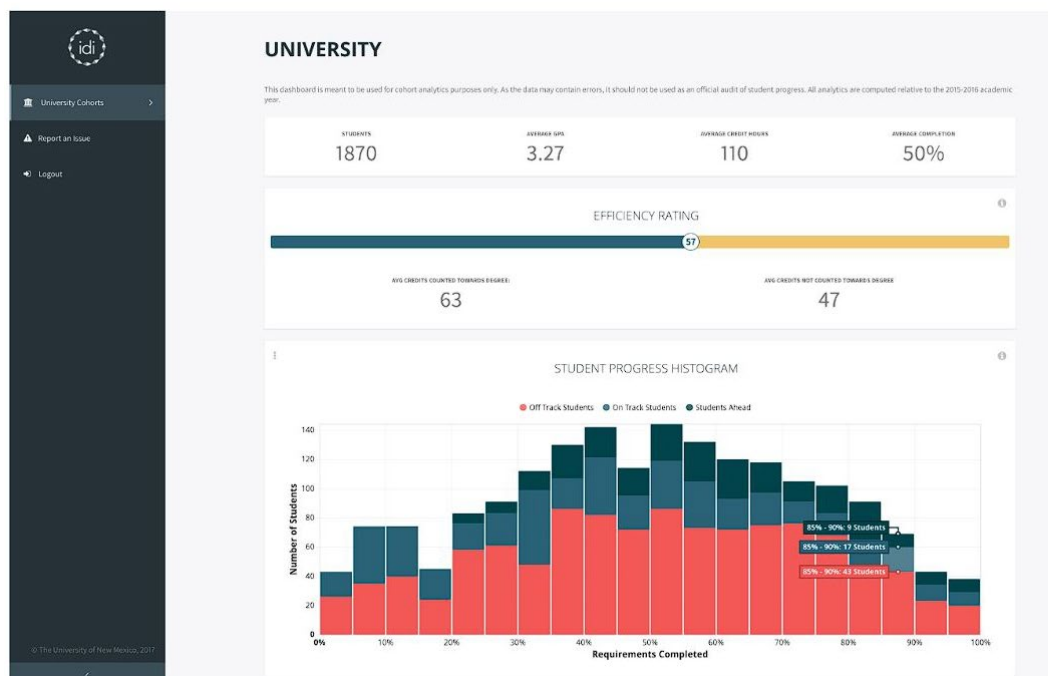 idi
University Cohorts
Report an Issue
Logout
© The University of New Mexico, 2017
UNIVERSITY
This dashboard is meant to be used for cohort analytics purposes only. As the data may contain errors, it should not be used as an official audit of student progress. All analytics are computed relative to the 2015-2016 academic
year.
STUDENTS AVERAGE GPA AVERAGE CREDIT HOURS AVERAGE COMPLETION
1870 3.27 110 50%
EFFICIENCY RATING
57
AVG CREDITS COUNTED TOWARDS DEGREE: AVG CREDITS NOT COUNTED TOWARDS DEGREE
63 47
STUDENT PROGRESS HISTOGRAM
Off Track Students On Track Students Students Ahead
140
120
100
80
60
40
20
0
Number of Students
85% - 90%: 9 Students
85% - 90%: 17 Students
85% - 90%: 43 Students
0% 10% 20% 30% 40% 50% 60% 70% 80% 90% 100%
Requirements Completed